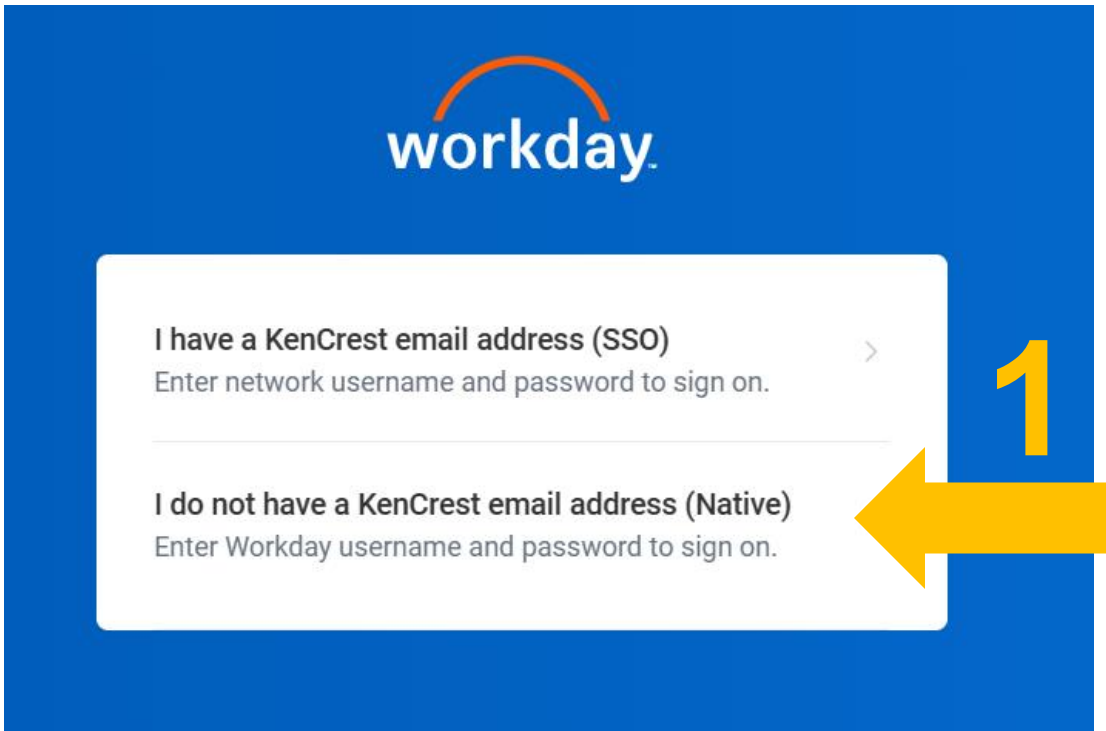 workday™
I have a KenCrest email address (SSO)
Enter network username and password to sign on.
1
I do not have a KenCrest email address (Native)
Enter Workday username and password to sign on.